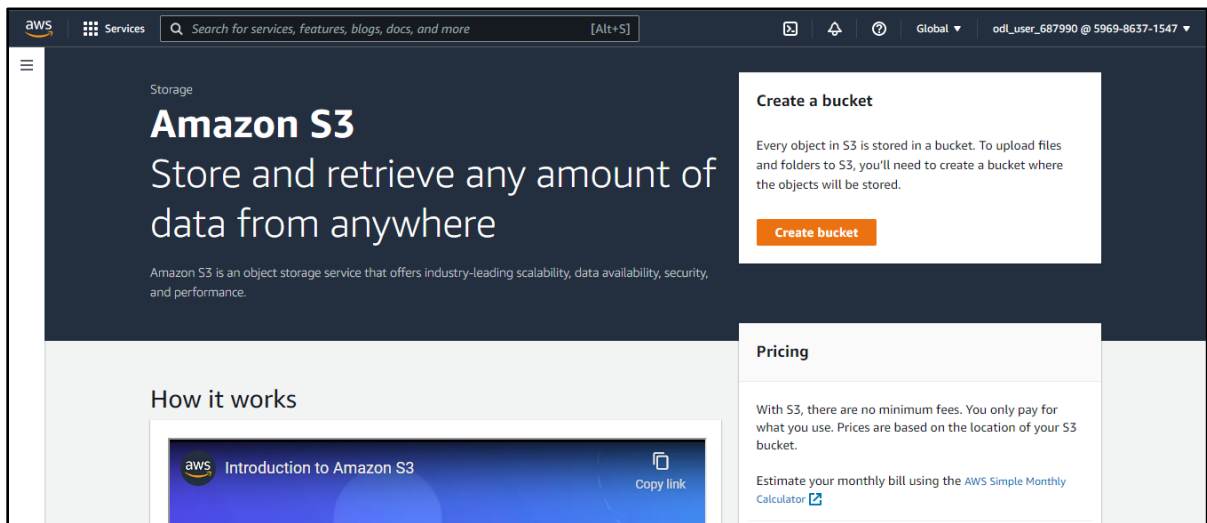 aws
Services
Search for services, features, blogs, docs, and more
[Alt+S]
Global ▼
odl_user_687990 @ 5969-8637-1547 ▼
Storage
Amazon S3
Store and retrieve any amount of
data from anywhere
Amazon S3 is an object storage service that offers industry-leading scalability, data availability, security,
and performance.
Create a bucket
Every object in S3 is stored in a bucket. To upload files
and folders to S3, you'll need to create a bucket where
the objects will be stored.
Create bucket
How it works
aws
Introduction to Amazon S3
Copy link
Pricing
With S3, there are no minimum fees. You only pay for
what you use. Prices are based on the location of your S3
bucket.
Estimate your monthly bill using the AWS Simple Monthly
Calculator